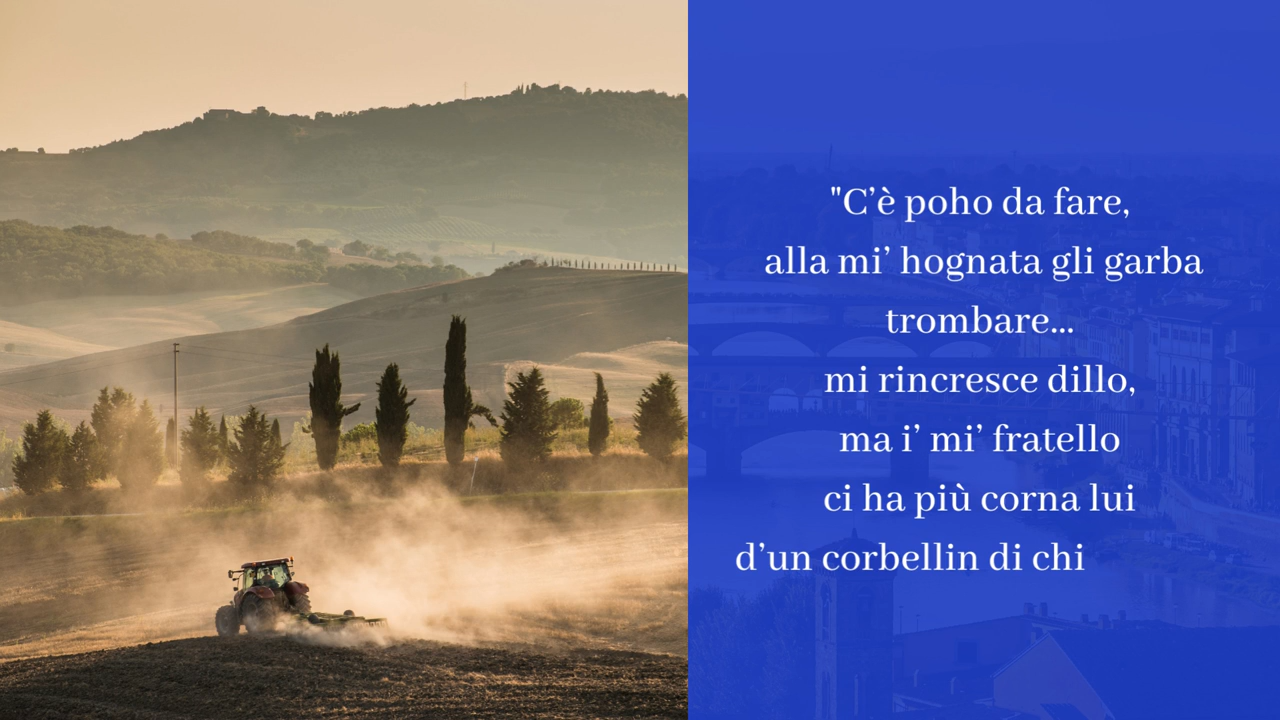 "C’è poho da fare,
alla mi’ hognata gli garba
trombare...
mi rincresce dillo,
ma i’ mi’ fratello
ci ha più corna lui
d’un corbellin di chi